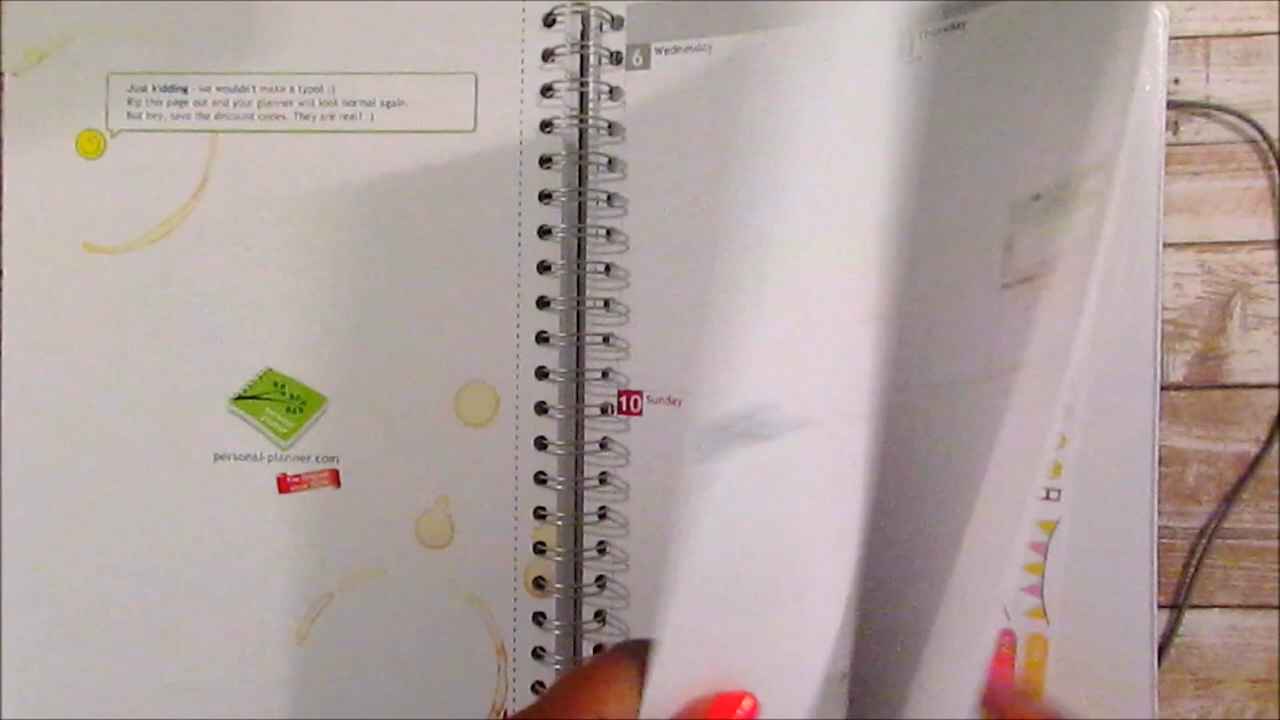 Just kidding - we wouldn't make a typo! :)
Rip this page out and your planner will look normal again.
But hey, save the discount codes. They are real! :)
personal-planner.com
6 Wednesday
Thursday
10 Sunday